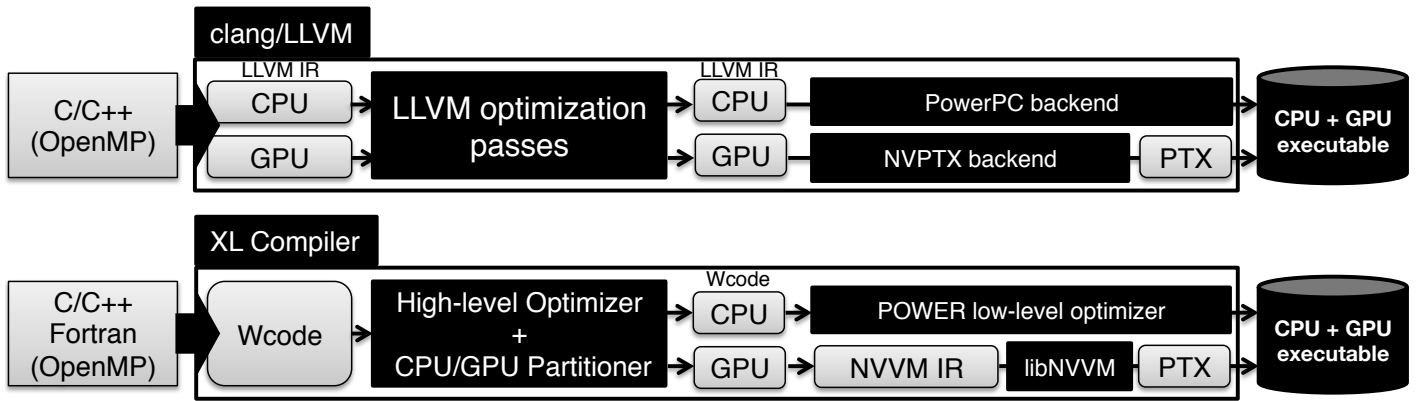 clang/LLVM
LLVM IR
LLVM IR
C/C++
(OpenMP)
CPU
GPU
LLVM optimization
passes
CPU
GPU
PowerPC backend
NVPTX backend
PTX
CPU + GPU
executable
XL Compiler
Wcode
C/C++
Fortran
(OpenMP)
Wcode
High-level Optimizer
+
CPU/GPU Partitioner
CPU
GPU
POWER low-level optimizer
NVVM IR
libNVVM
PTX
CPU + GPU
executable